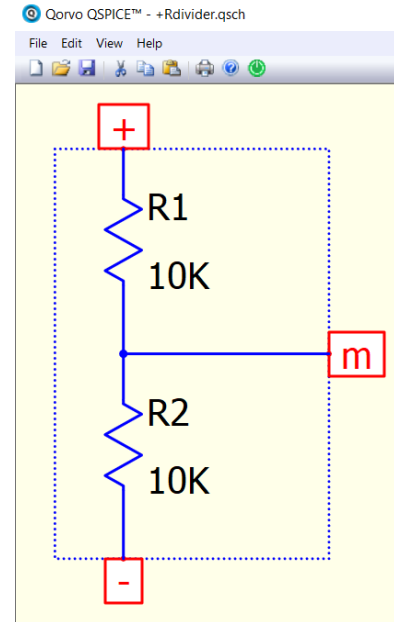 Qorvo QSPICE™ - +Rdivider.qsch
File Edit View Help
+
R1
10K
m
R2
10K
-